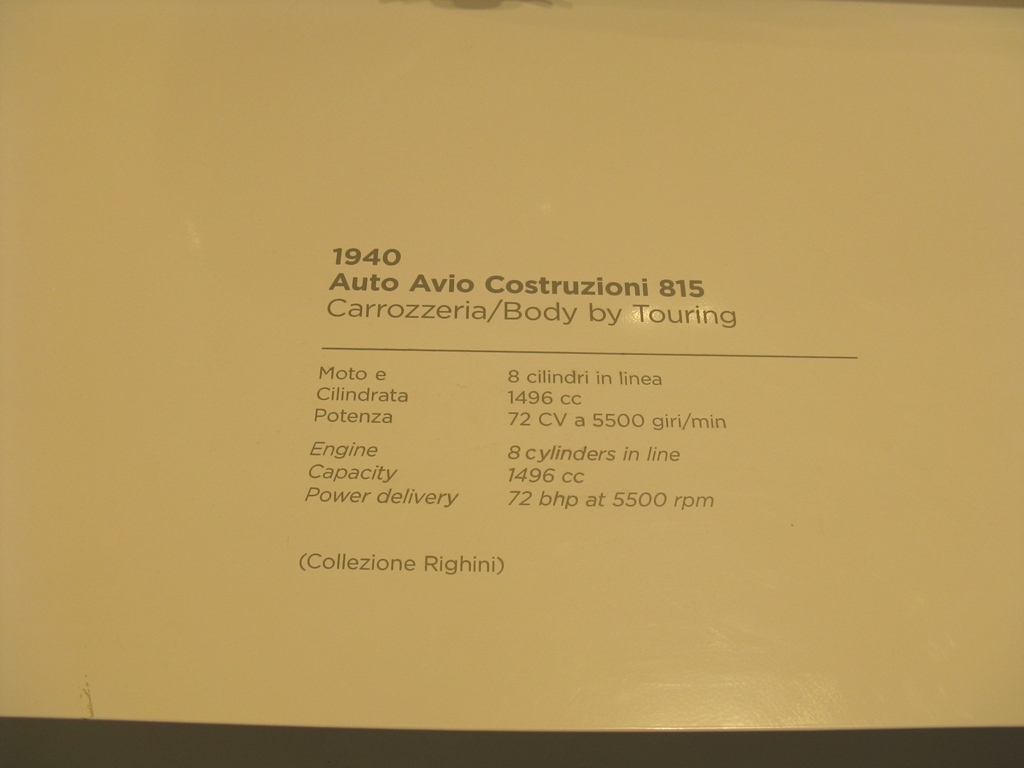 1940
Auto Avio Costruzioni 815
Carrozzeria/Body by Touring
Moto e 8 cilindri in linea
Cilindrata 1496 cc
Potenza 72 CV a 5500 giri/min
Engine 8 cylinders in line
Capacity 1496 cc
Power delivery 72 bhp at 5500 rpm
(Collezione Righini)